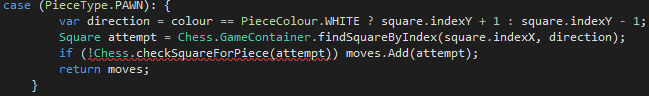 case (PieceType.PAWN): {
var direction = colour == PieceColour.WHITE ? square.indexY + 1 : square.indexY - 1;
Square attempt = Chess.GameContainer.findSquareByIndex(square.indexX, direction);
if (!Chess.checkSquareForPiece(attempt)) moves.Add(attempt);
return moves;
}